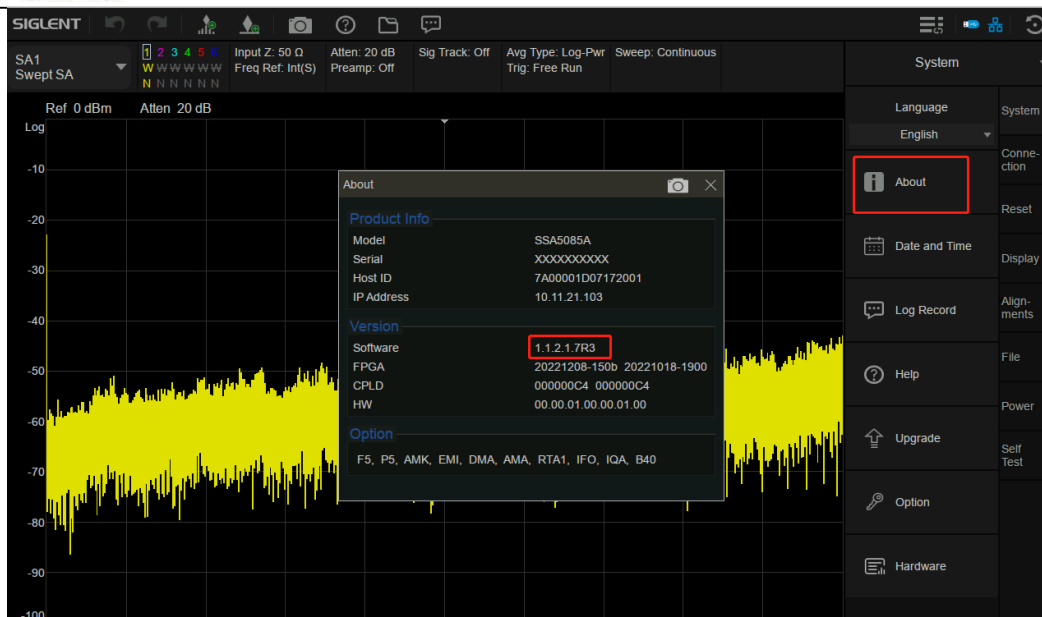 SIGLENT
SA1
Swept SA
1 2 3 4 5 6
W W W W W W
N N N N N N
Input Z: 50 Ω
Freq Ref: Int(S)
Atten: 20 dB
Preamp: Off
Sig Track: Off
Avg Type: Log-Pwr
Trig: Free Run
Sweep: Continuous
Ref 0 dBm Atten 20 dB
Log
-10
-20
-30
-40
-50
-60
-70
-80
-90
-100
About
Product Info
Model SSA5085A
Serial XXXXXXXXXX
Host ID 7A00001D07172001
IP Address 10.11.21.103
Version
Software 1.1.2.1.7R3
FPGA 20221208-150b 20221018-1900
CPLD 000000C4 000000C4
HW 00.00.01.00.00.01.00
Option
F5, P5, AMK, EMI, DMA, AMA, RTA1, IFO, IQA, B40
System
Language
English
About
Date and Time
Log Record
Help
Upgrade
Option
Hardware
System
Conne-
ction
Reset
Display
Align-
ments
File
Power
Self
Test